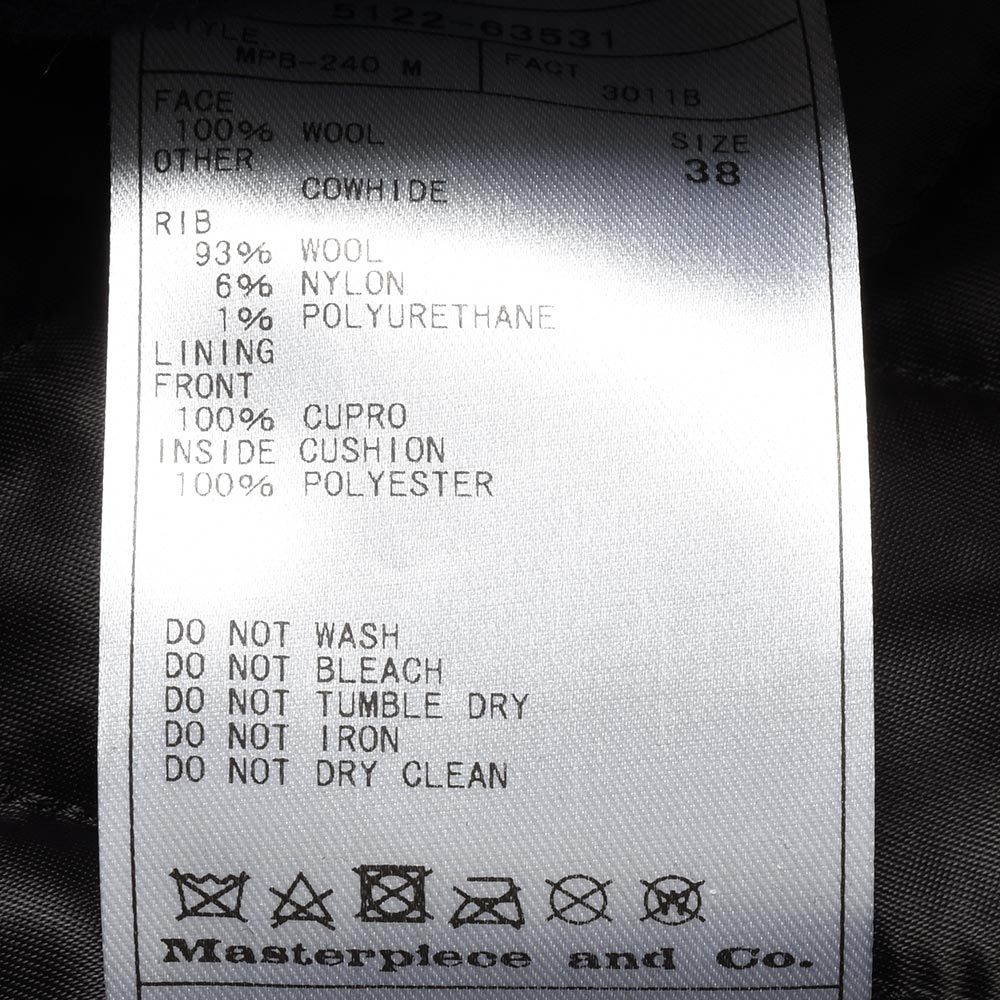 5122-63531
STYLE
MPB-240 M
FACT
3011B
FACE
100% WOOL
SIZE
38
OTHER
COWHIDE
RIB
93% WOOL
6% NYLON
1% POLYURETHANE
LINING
FRONT
100% CUPRO
INSIDE CUSHION
100% POLYESTER
DO NOT WASH
DO NOT BLEACH
DO NOT TUMBLE DRY
DO NOT IRON
DO NOT DRY CLEAN
W
Masterpiece and Co.